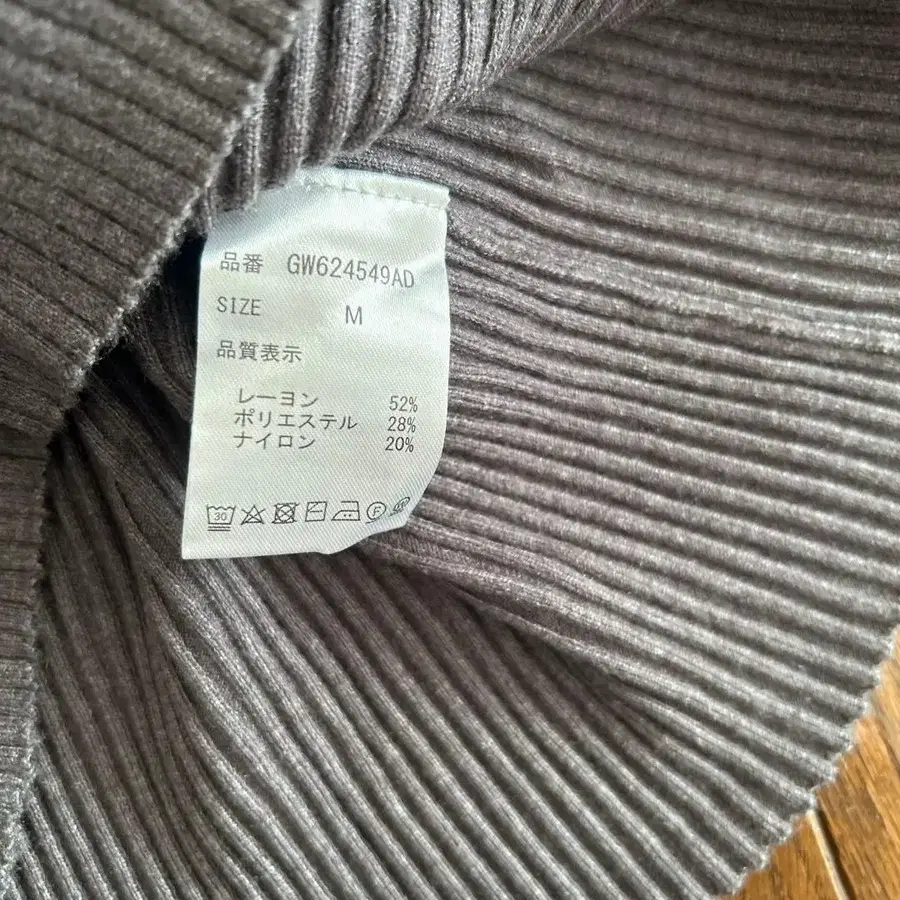 品番 GW624549AD
SIZE M
品質表示
レーヨン 52%
ポリエステル 28%
ナイロン 20%
30 F